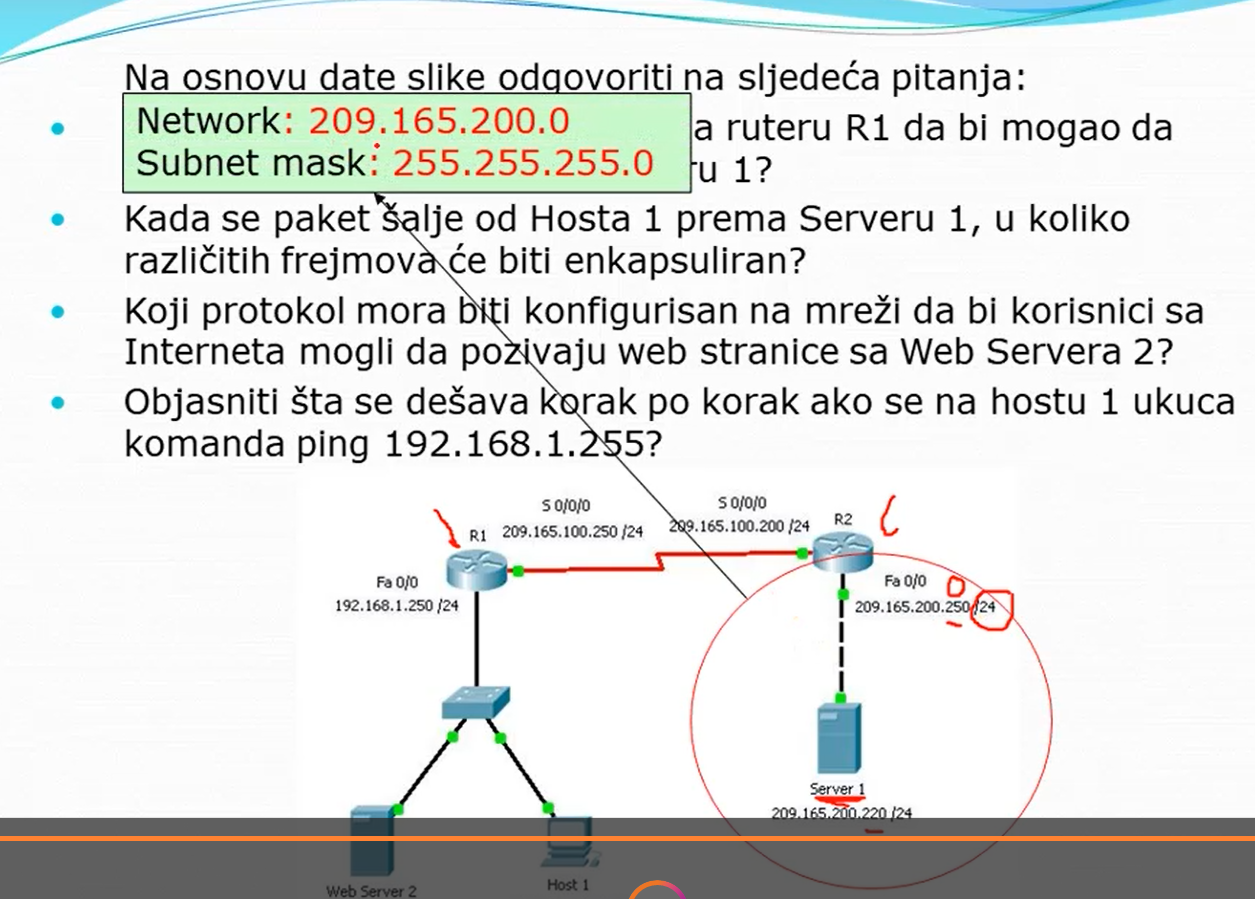 Na osnovu date slike odgovoriti na sljedeća pitanja:
Network: 209.165.200.0
Subnet mask: 255.255.255.0
a ruteru R1 da bi mogao da
ru 1?
Kada se paket šalje od Hosta 1 prema Serveru 1, u koliko
različitih frejmova će biti enkapsuliran?
Koji protokol mora biti konfigurisan na mreži da bi korisnici sa
Interneta mogli da pozivaju web stranice sa Web Servera 2?
Objasniti šta se dešava korak po korak ako se na hostu 1 ukuca
komanda ping 192.168.1.255?
S 0/0/0
209.165.100.250 /24
S 0/0/0
209.165.100.200 /24
R1
R2
Fa 0/0
192.168.1.250 /24
Fa 0/0
209.165.200.250 /24
0
Server 1
209.165.200.220 /24
Web Server 2
Host 1